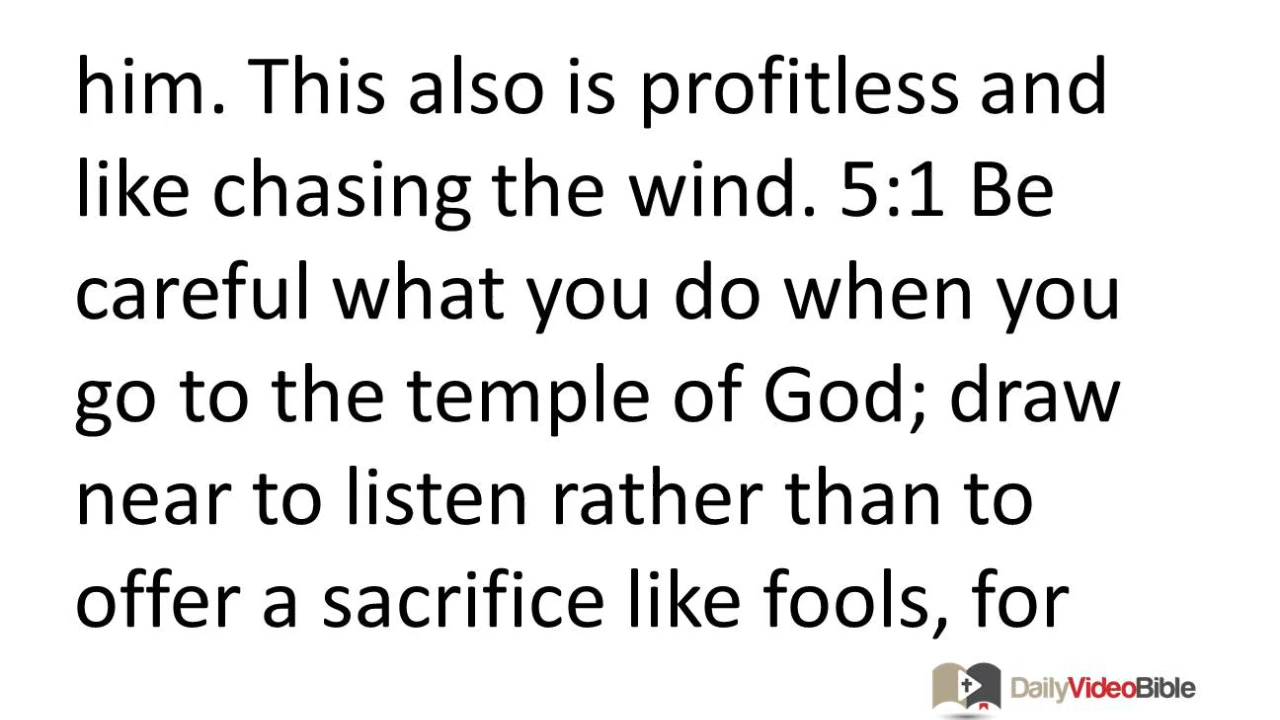 him. This also is profitless and
like chasing the wind. 5:1 Be
careful what you do when you
go to the temple of God; draw
near to listen rather than to
offer a sacrifice like fools, for
DailyVideoBible